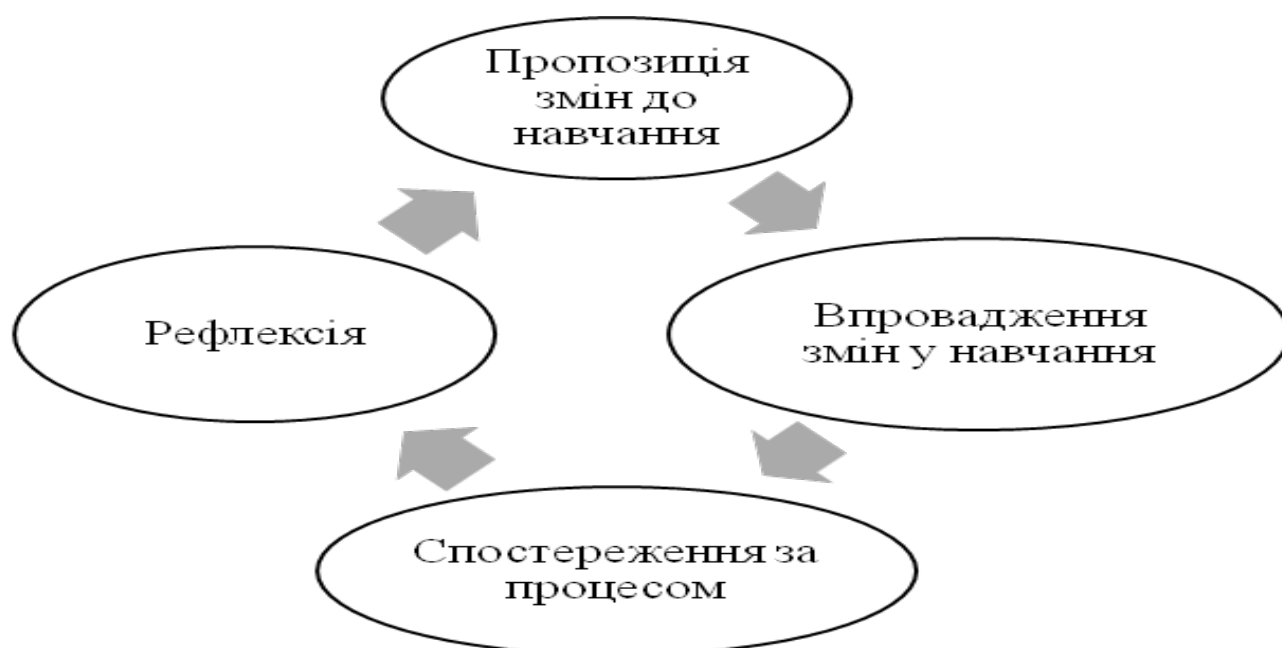 Пропозиція
змін до
навчання
Впровадження
змін у навчання
Спостереження за
процесом
Рефлексія